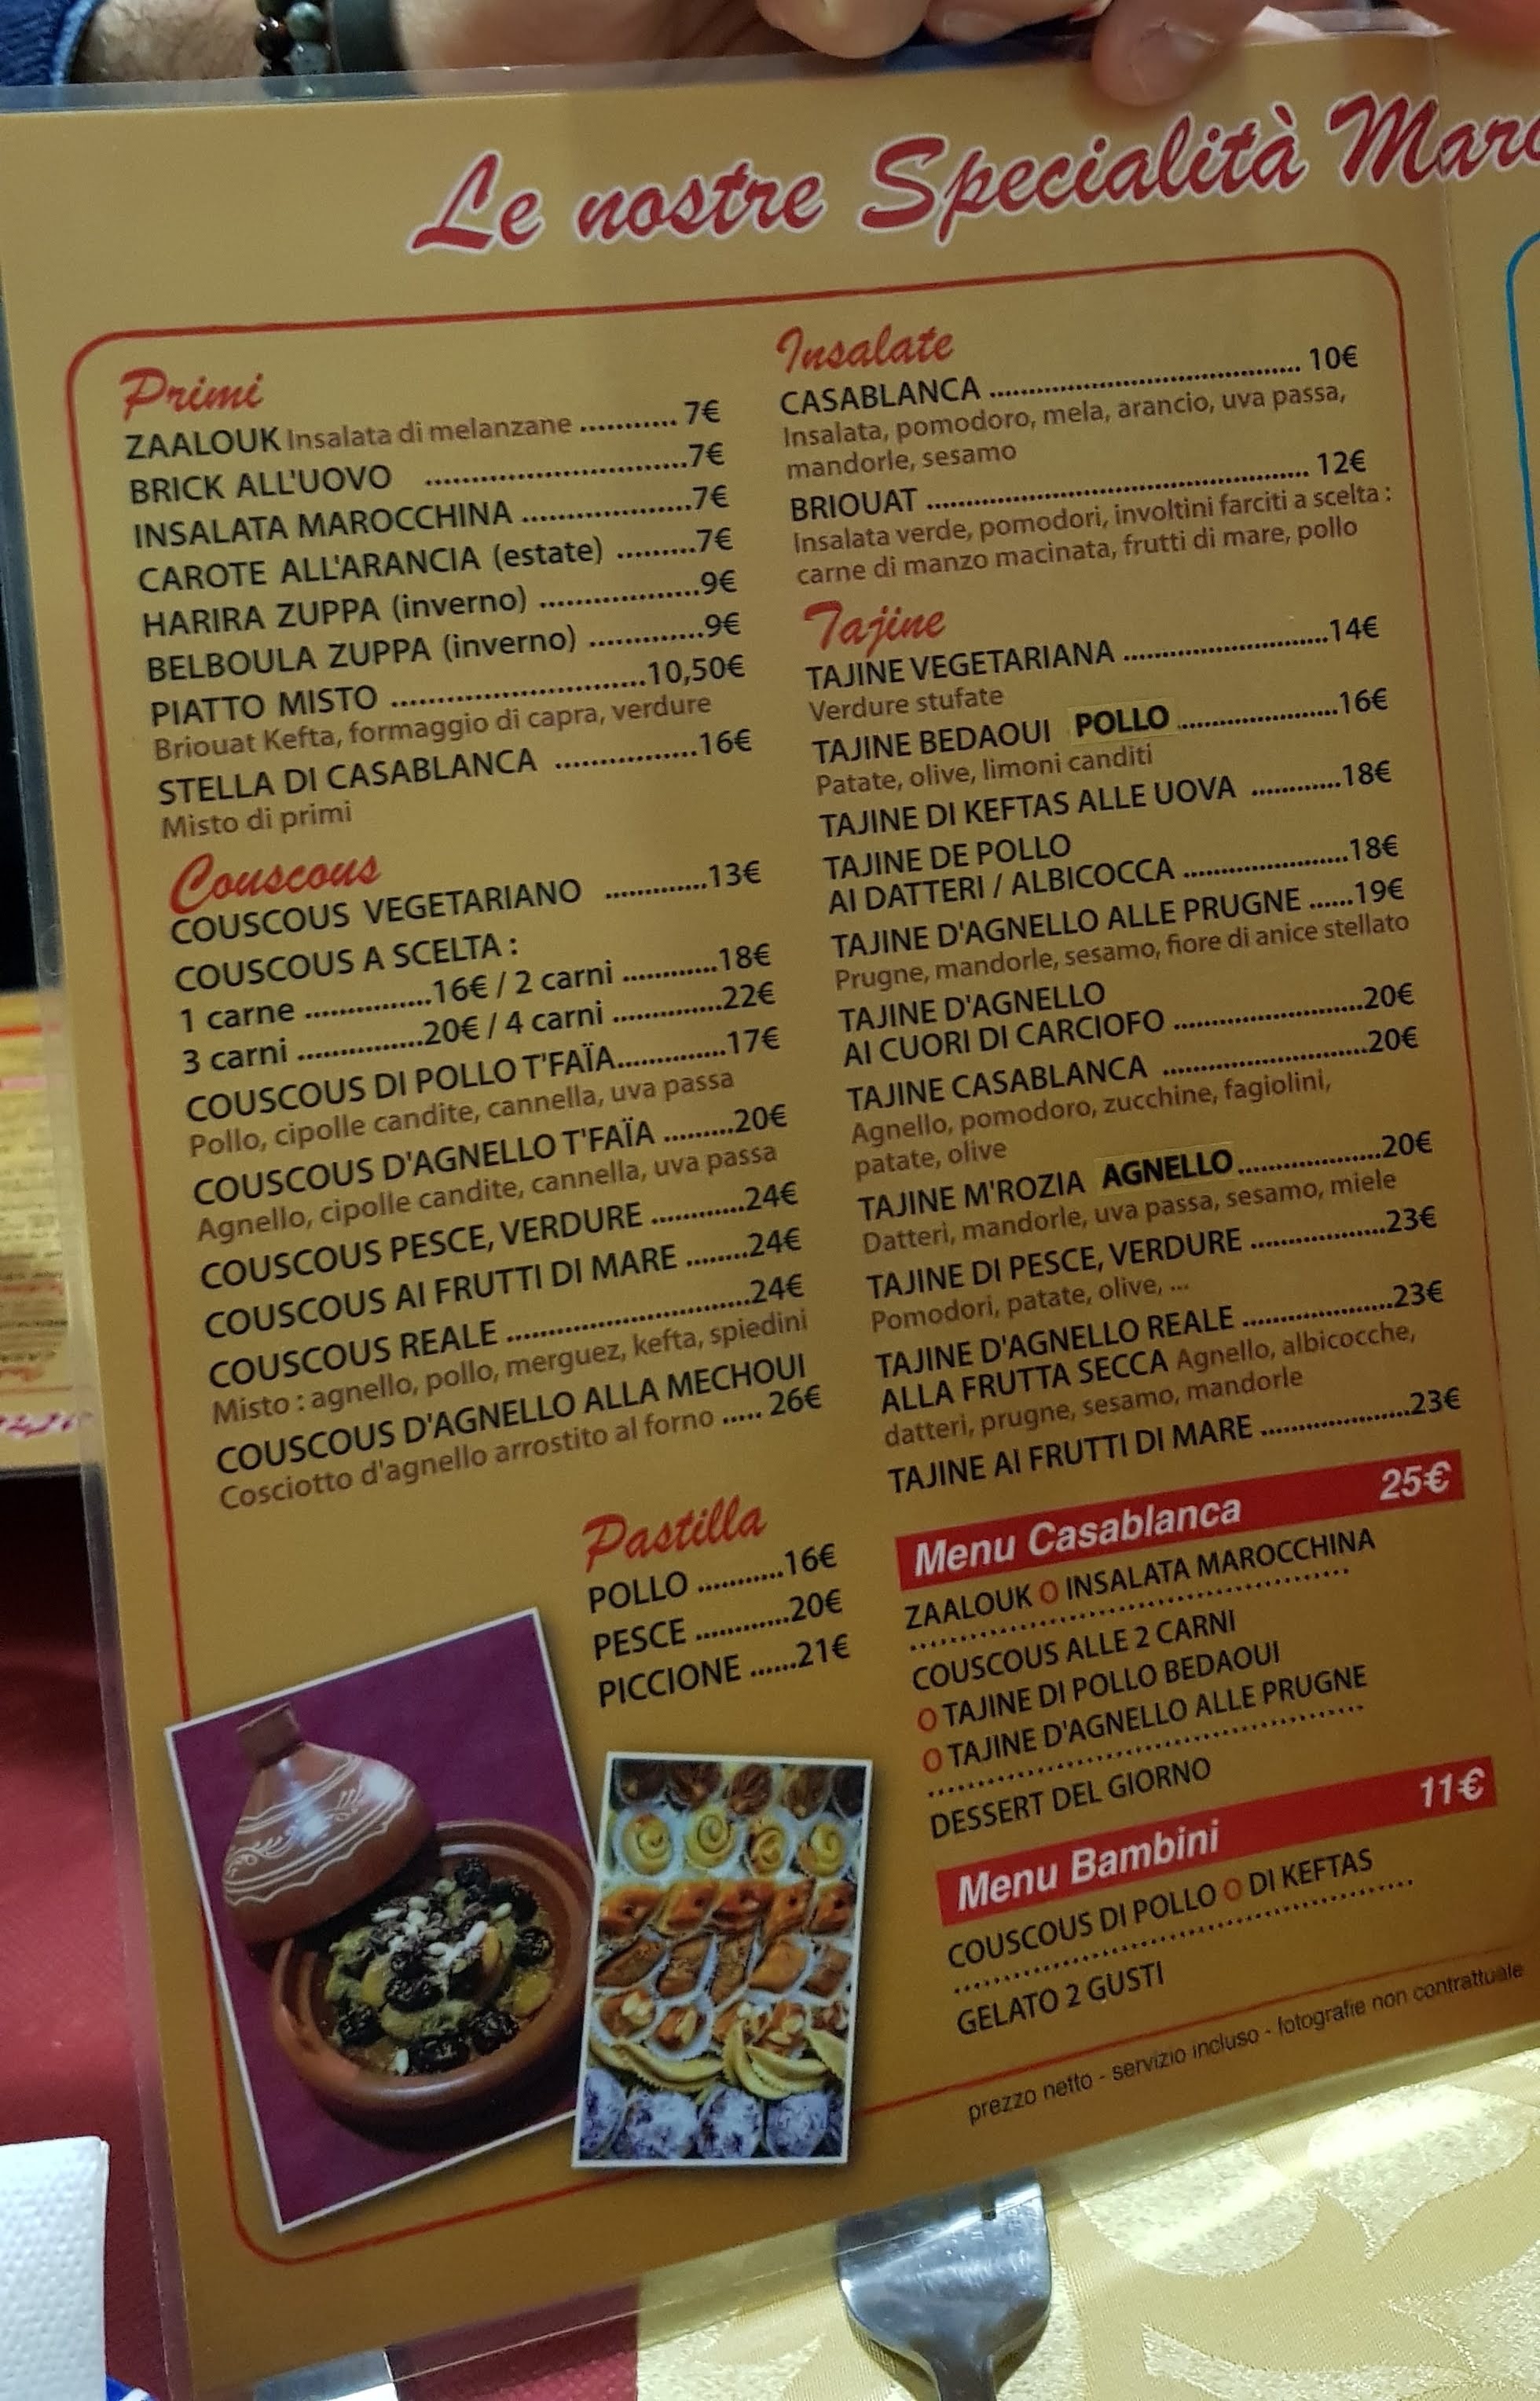 Le nostre Specialità
Primi
ZAALOUK Insalata di melanzane ........... 7€
BRICK ALL'UOVO ..............................7€
INSALATA MAROCCHINA ....................7€
CAROTE ALL'ARANCIA (estate) .........7€
HARIRA ZUPPA (inverno) ..................9€
BELBOULA ZUPPA (inverno) .............9€
PIATTO MISTO .............................10,50€
Briouat Kefta, formaggio di capra, verdure
STELLA DI CASABLANCA ................16€
Misto di primi
Couscous
COUSCOUS VEGETARIANO ............13€
COUSCOUS A SCELTA :
1 carne ..............16€ / 2 carni ...........18€
3 carni ..............20€ / 4 carni ............22€
COUSCOUS DI POLLO T'FAÏA.............17€
Pollo, cipolle candite, cannella, uva passa
COUSCOUS D'AGNELLO T'FAÏA .........20€
Agnello, cipolle candite, cannella, uva passa
COUSCOUS PESCE, VERDURE ...........24€
COUSCOUS AI FRUTTI DI MARE ........24€
COUSCOUS REALE ............................24€
Misto : agnello, pollo, merguez, kefta, spiedini
COUSCOUS D'AGNELLO ALLA MECHOUI
Cosciotto d'agnello arrostito al forno ..... 26€
Pastilla
POLLO ...........16€
PESCE ............20€
PICCIONE ......21€
Insalate
CASABLANCA ...................................... 10€
Insalata, pomodoro, mela, arancio, uva passa,
mandorle, sesamo
BRIOUAT .............................................. 12€
Insalata verde, pomodori, involtini farciti a scelta :
carne di manzo macinata, frutti di mare, pollo
Tajine
TAJINE VEGETARIANA ........................14€
Verdure stufate
TAJINE BEDAOUI POLLO ...................16€
Patate, olive, limoni canditi
TAJINE DI KEFTAS ALLE UOVA ...........18€
TAJINE DE POLLO
AI DATTERI / ALBICOCCA ...................18€
TAJINE D'AGNELLO ALLE PRUGNE ......19€
Prugne, mandorle, sesamo, fiore di anice stellato
TAJINE D'AGNELLO
AI CUORI DI CARCIOFO ......................20€
TAJINE CASABLANCA ........................20€
Agnello, pomodoro, zucchine, fagiolini,
patate, olive
TAJINE M'ROZIA AGNELLO.................20€
Datteri, mandorle, uva passa, sesamo, miele
TAJINE DI PESCE, VERDURE ................23€
Pomodori, patate, olive, ...
TAJINE D'AGNELLO REALE ..................23€
ALLA FRUTTA SECCA Agnello, albicocche,
datteri, prugne, sesamo, mandorle
TAJINE AI FRUTTI DI MARE ..................23€
Menu Casablanca 25€
ZAALOUK O INSALATA MAROCCHINA
COUSCOUS ALLE 2 CARNI
O TAJINE DI POLLO BEDAOUI
O TAJINE D'AGNELLO ALLE PRUGNE
DESSERT DEL GIORNO
Menu Bambini 11€
COUSCOUS DI POLLO O DI KEFTAS
GELATO 2 GUSTI
prezzo netto - servizio incluso - fotografie non contrattuale